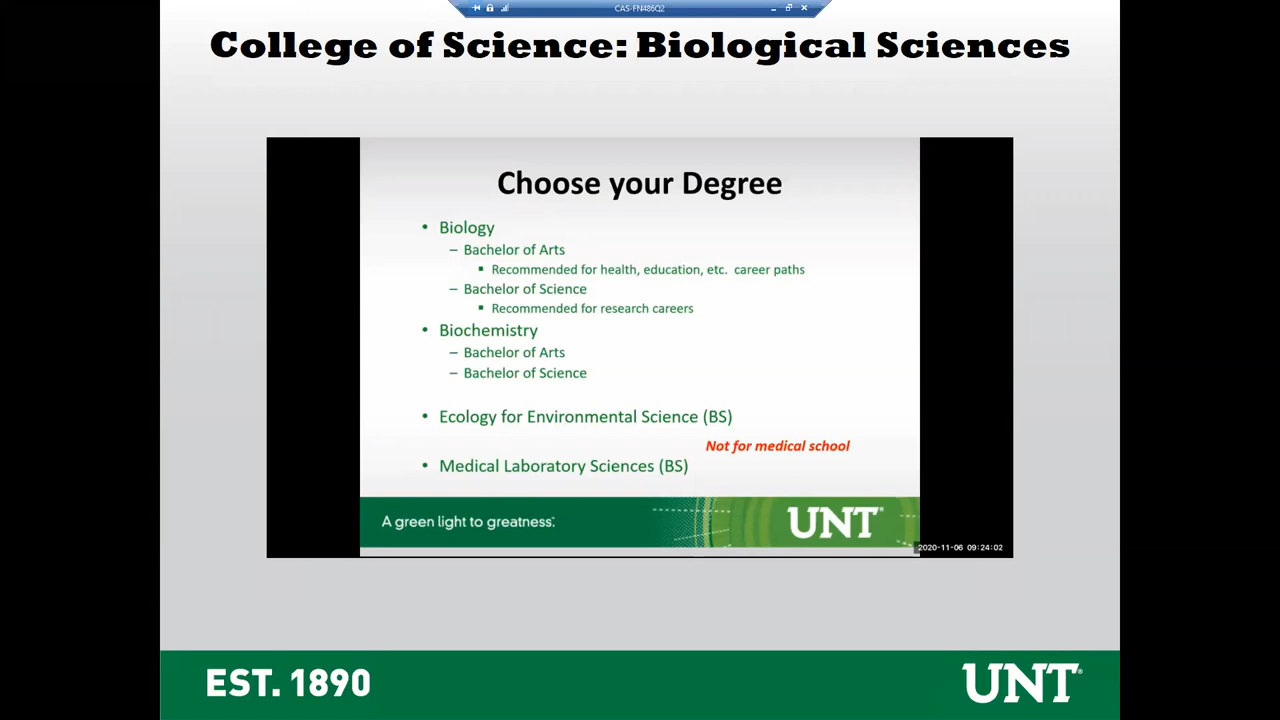 CAS-FN486Q2
College of Science: Biological Sciences
Choose your Degree
• Biology
– Bachelor of Arts
▪ Recommended for health, education, etc. career paths
– Bachelor of Science
▪ Recommended for research careers
• Biochemistry
– Bachelor of Arts
– Bachelor of Science
• Ecology for Environmental Science (BS)
Not for medical school
• Medical Laboratory Sciences (BS)
A green light to greatness.
UNT®
2020-11-06 09:24:02
EST. 1890
UNT®